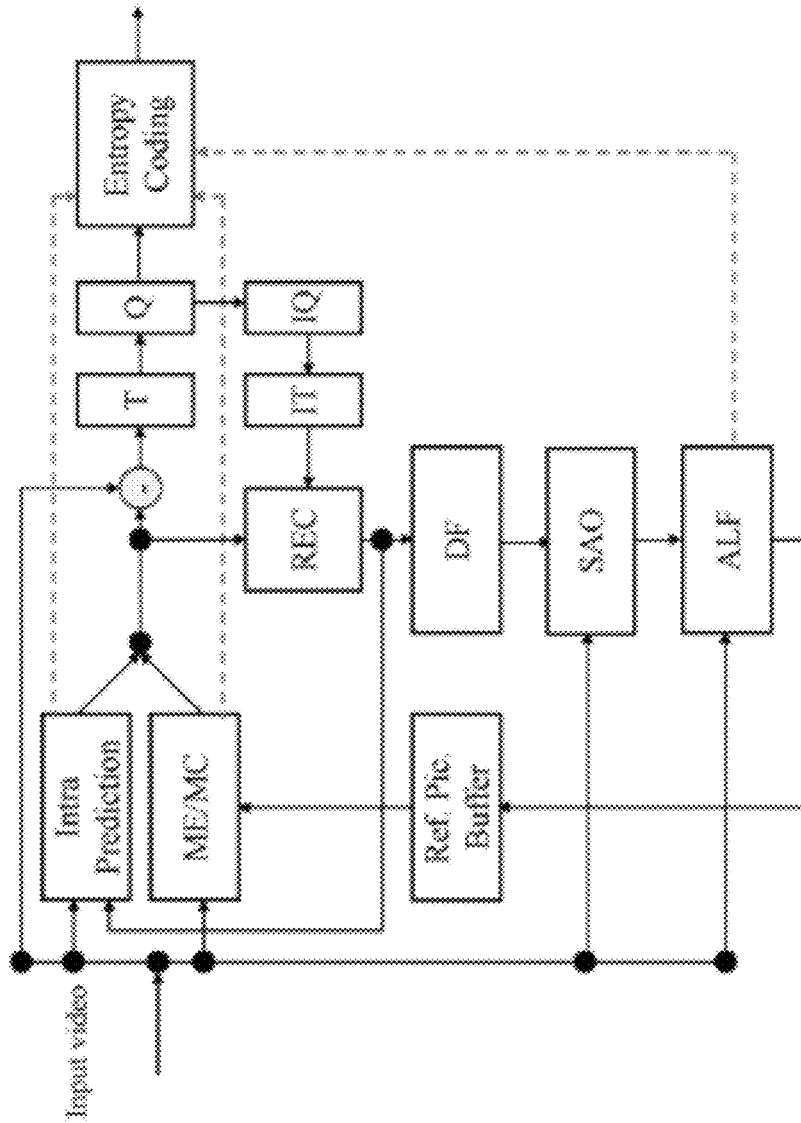 Input video
Intra
Prediction
ME/MC
-
T
Q
Entropy
Coding
REC
IT
IQ
Ref. Pic.
Buffer
DF
SAO
ALF